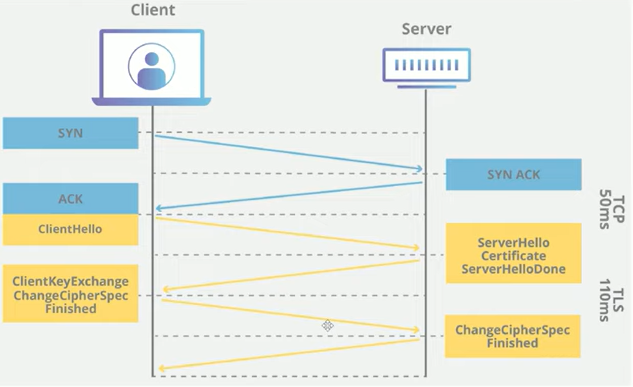 Client
Server
SYN
SYN ACK
ACK
ClientHello
ServerHello
Certificate
ServerHelloDone
ClientKeyExchange
ChangeCipherSpec
Finished
ChangeCipherSpec
Finished
TCP
50ms
TLS
110ms